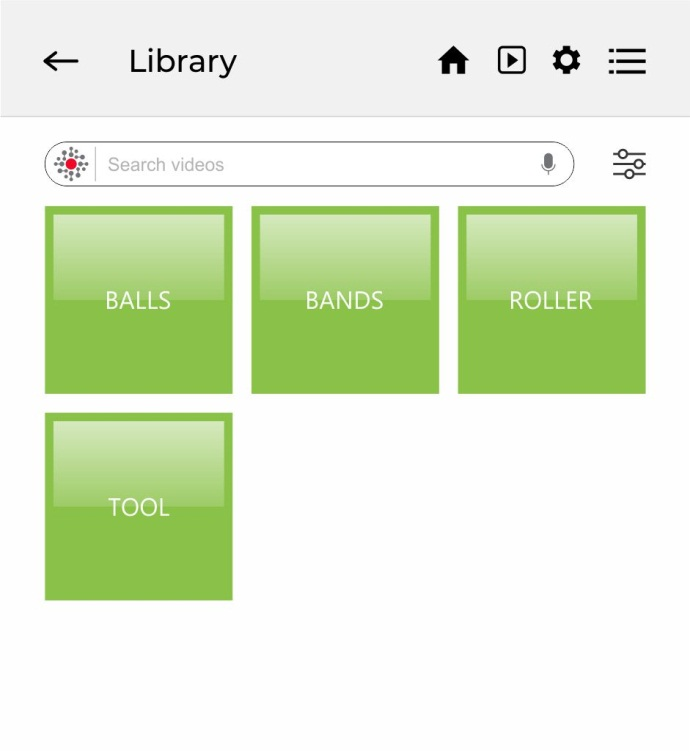 Library
Search videos
BALLS
BANDS
ROLLER
TOOL